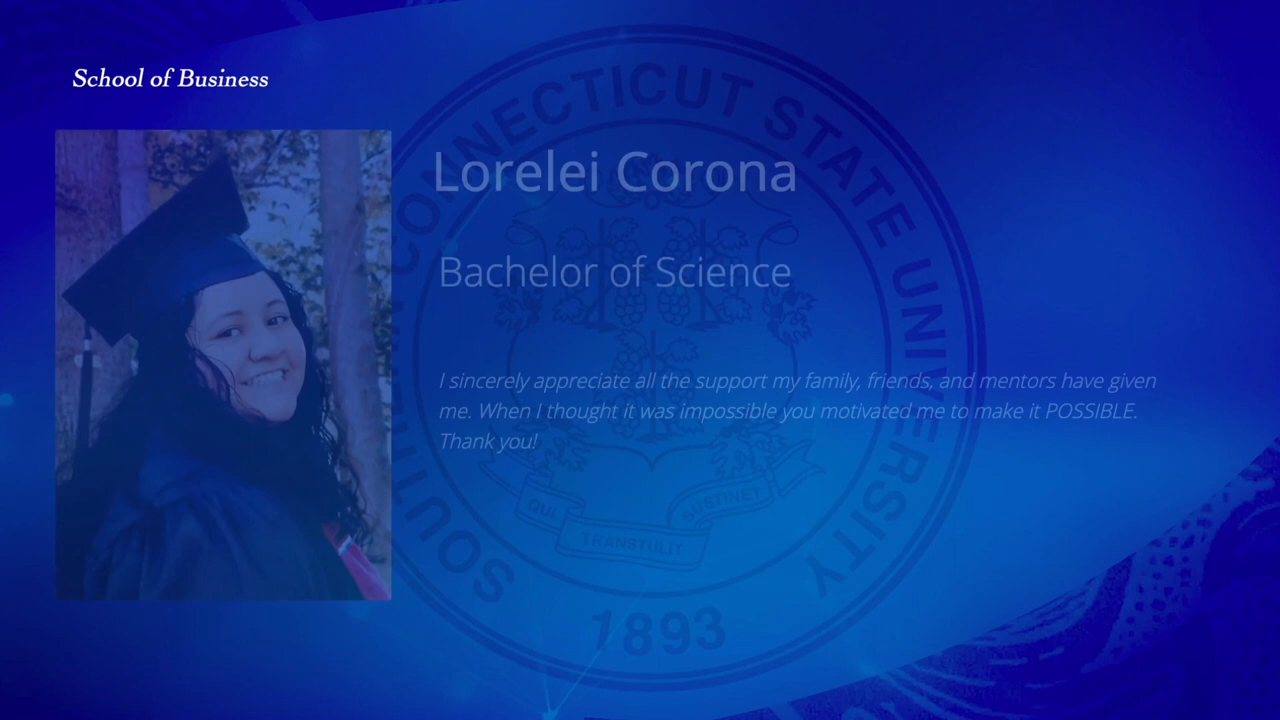 School of Business
SOUTHERN CONNECTICUT STATE UNIVERSITY
Lorelei Corona
Bachelor of Science
I sincerely appreciate all the support my family, friends, and mentors have given
me. When I thought it was impossible you motivated me to make it POSSIBLE.
Thank you!
QUI TRANSTULIT SUSTINET
1893